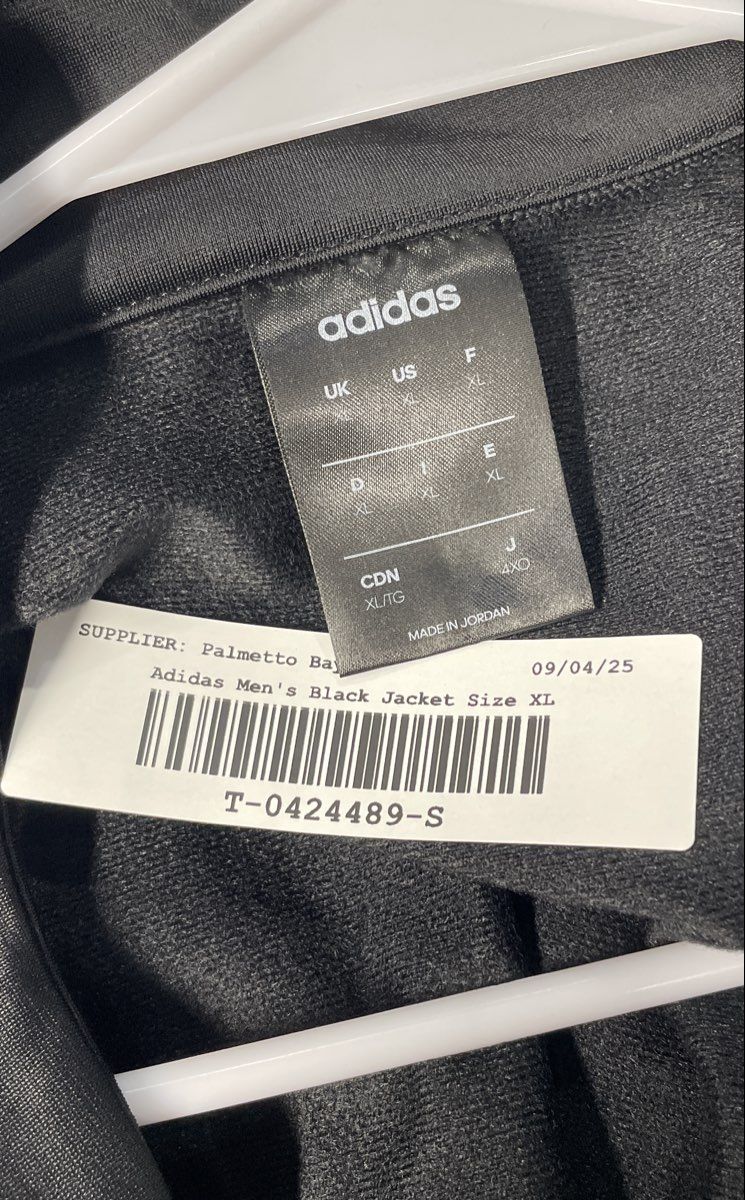 adidas
UK US F
XL XL
D I E
XL XL XL
CDN J
XL/TG 4XO
MADE IN JORDAN
SUPPLIER: Palmetto Bay
09/04/25
Adidas Men's Black Jacket Size XL
T-0424489-S